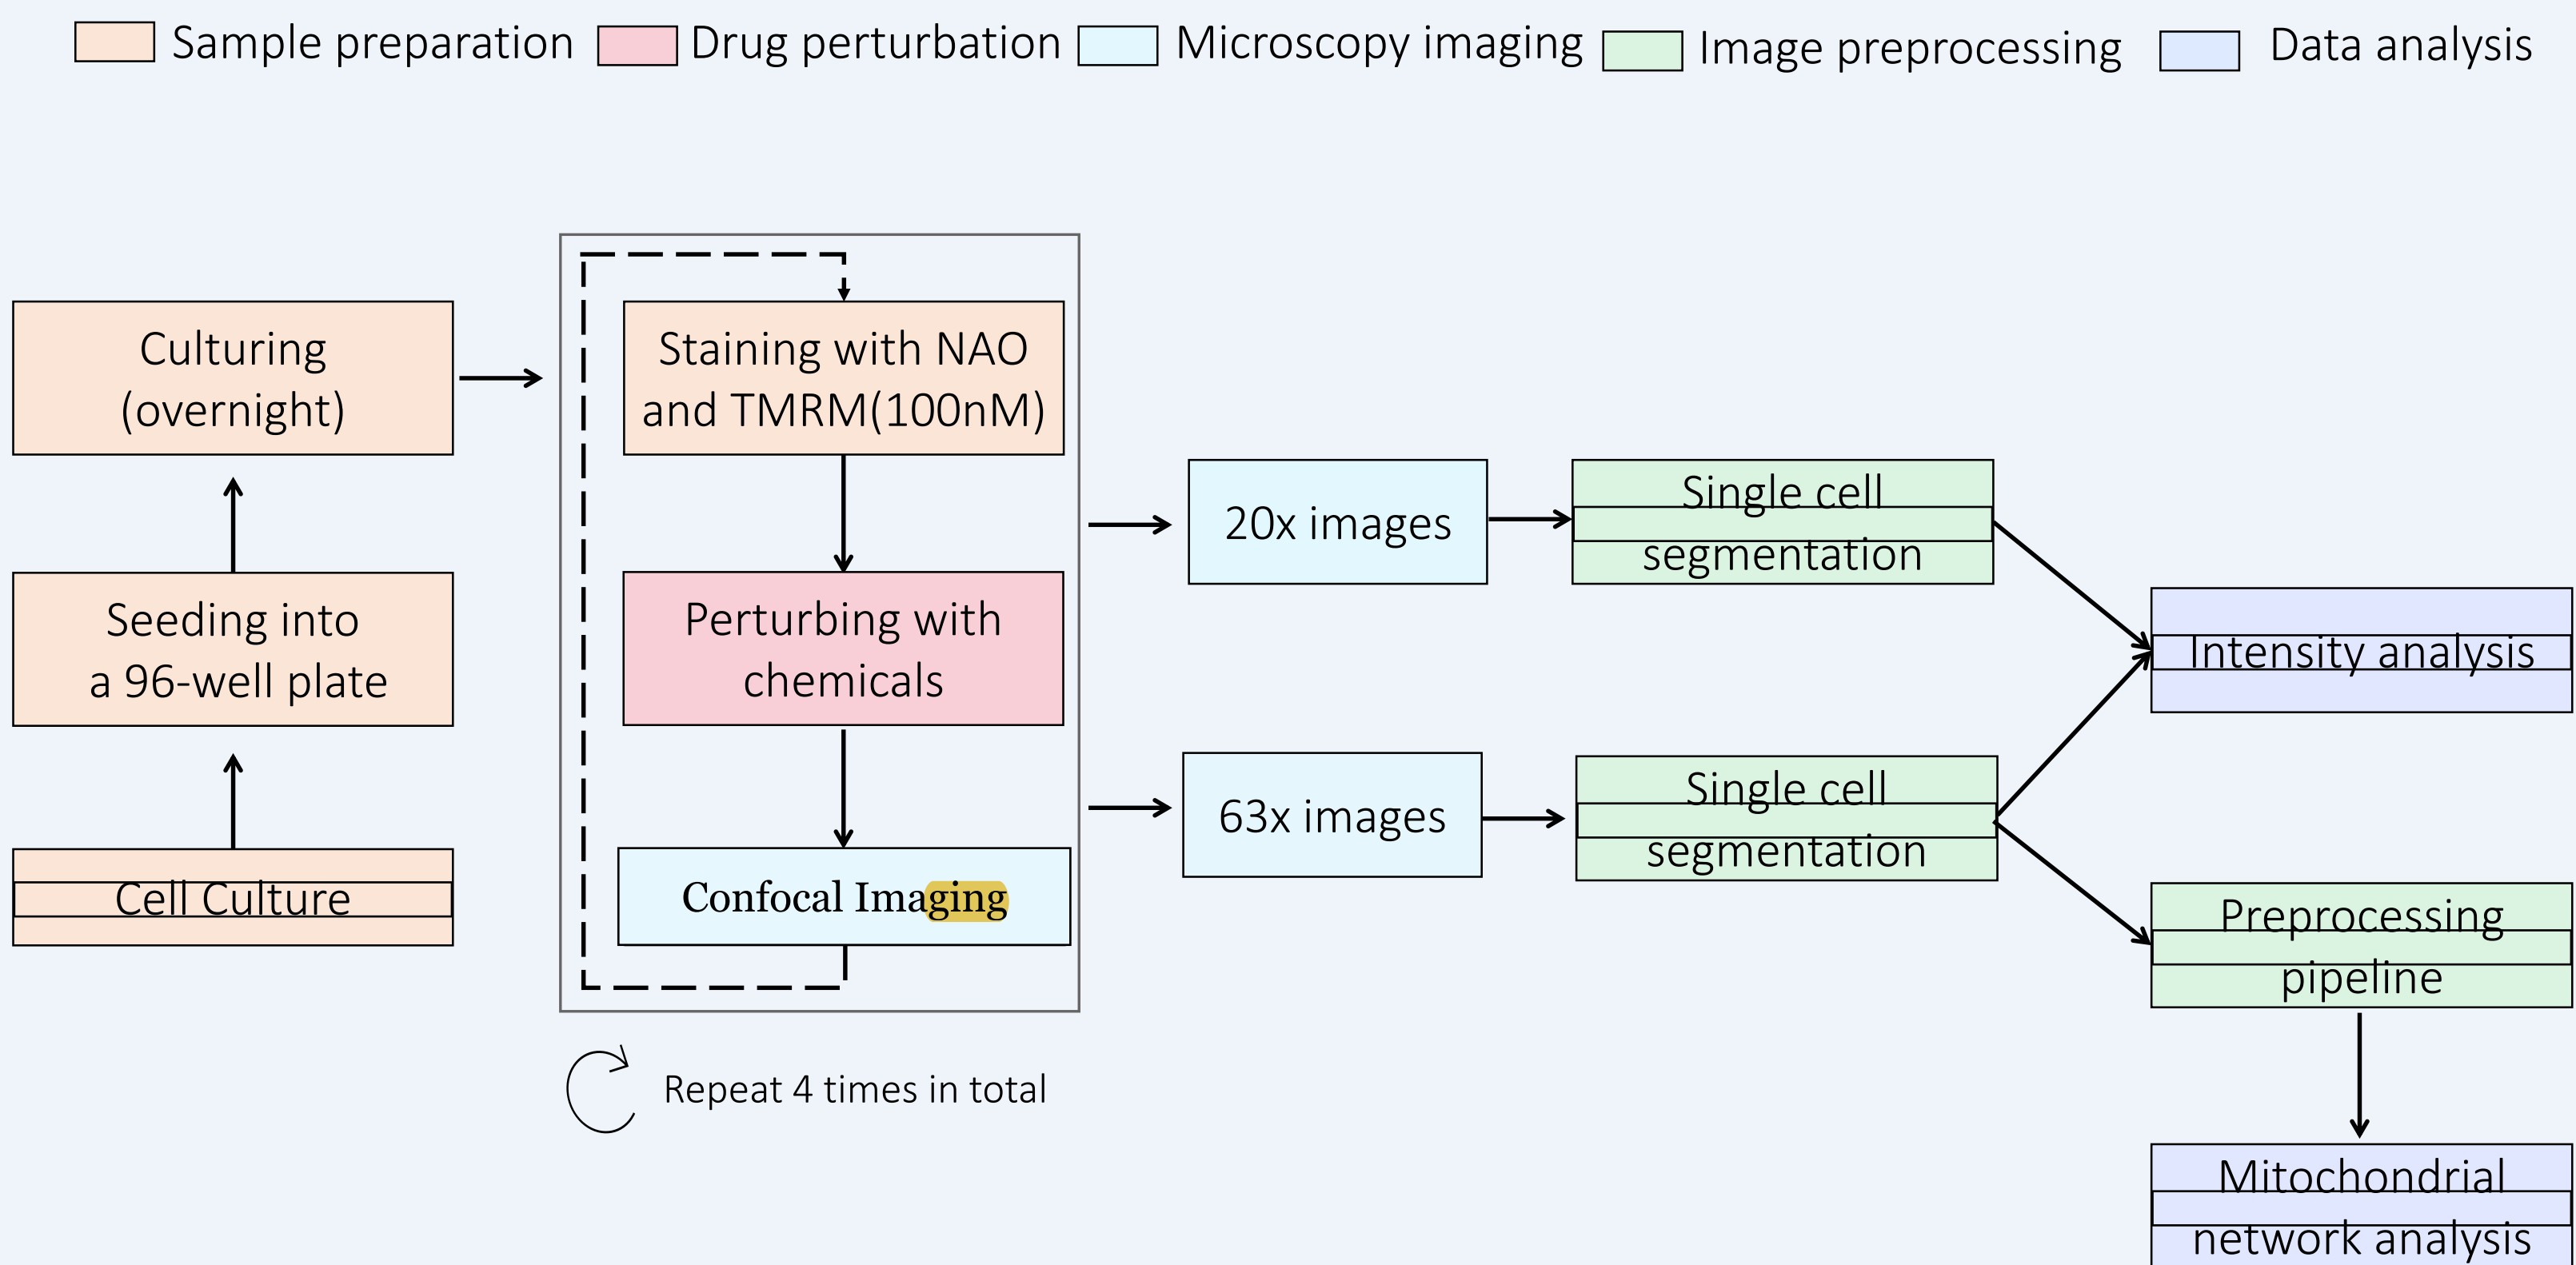 Sample preparation
Drug perturbation
Microscopy imaging
Image preprocessing
Data analysis
Culturing
(overnight)
Seeding into
a 96-well plate
Cell Culture
Staining with NAO
and TMRM(100nM)
Perturbing with
chemicals
Confocal Imaging
Repeat 4 times in total
20x images
Single cell
segmentation
63x images
Single cell
segmentation
Intensity analysis
Preprocessing
pipeline
Mitochondrial
network analysis